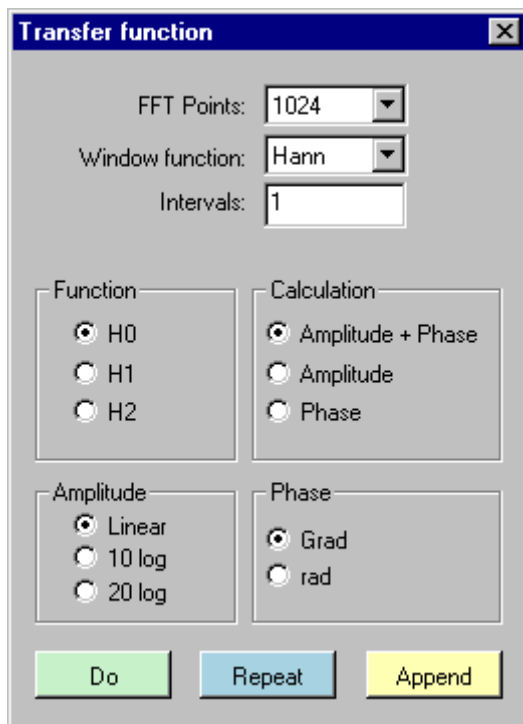 Transfer function
FFT Points: 1024
Window function: Hann
Intervals: 1
Function
H0
H1
H2
Calculation
Amplitude + Phase
Amplitude
Phase
Amplitude
Linear
10 log
20 log
Phase
Grad
rad
Do Repeat Append